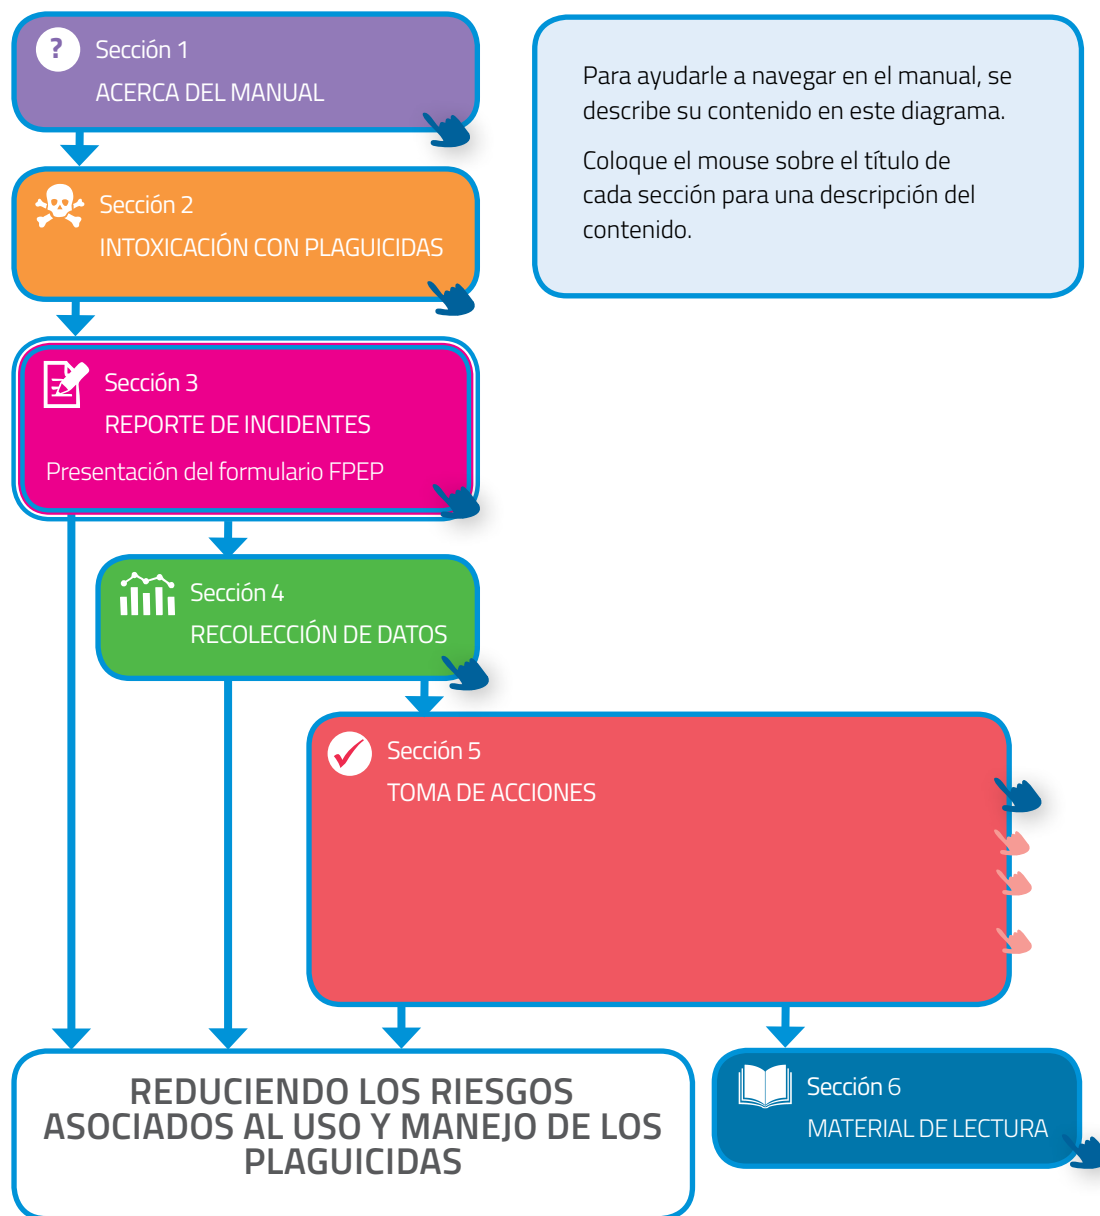 ?
Sección 1
ACERCA DEL MANUAL
Para ayudarle a navegar en el manual, se
describe su contenido en este diagrama.
Coloque el mouse sobre el título de
cada sección para una descripción del
contenido.
Sección 2
INTOXICACIÓN CON PLAGUICIDAS
Sección 3
REPORTE DE INCIDENTES
Presentación del formulario FPEP
Sección 4
RECOLECCIÓN DE DATOS
Sección 5
TOMA DE ACCIONES
REDUCIENDO LOS RIESGOS
ASOCIADOS AL USO Y MANEJO DE LOS
PLAGUICIDAS
Sección 6
MATERIAL DE LECTURA